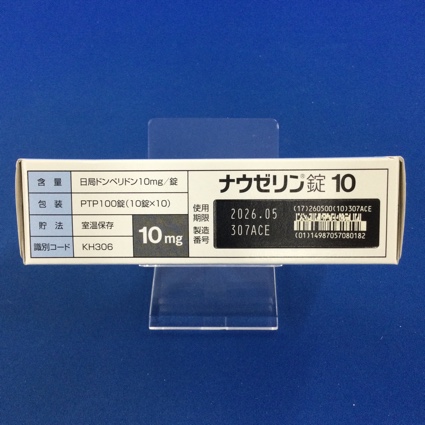 含 量 日局ドンペリドン10mg/錠
包 装 PTP100錠(10錠×10)
貯 法 室温保存
識別コード KH306
10mg
ナウゼリン®錠10
使用期限 2026.05
製造番号 307ACE
(17)260500(10)307ACE
(01)14987057080182